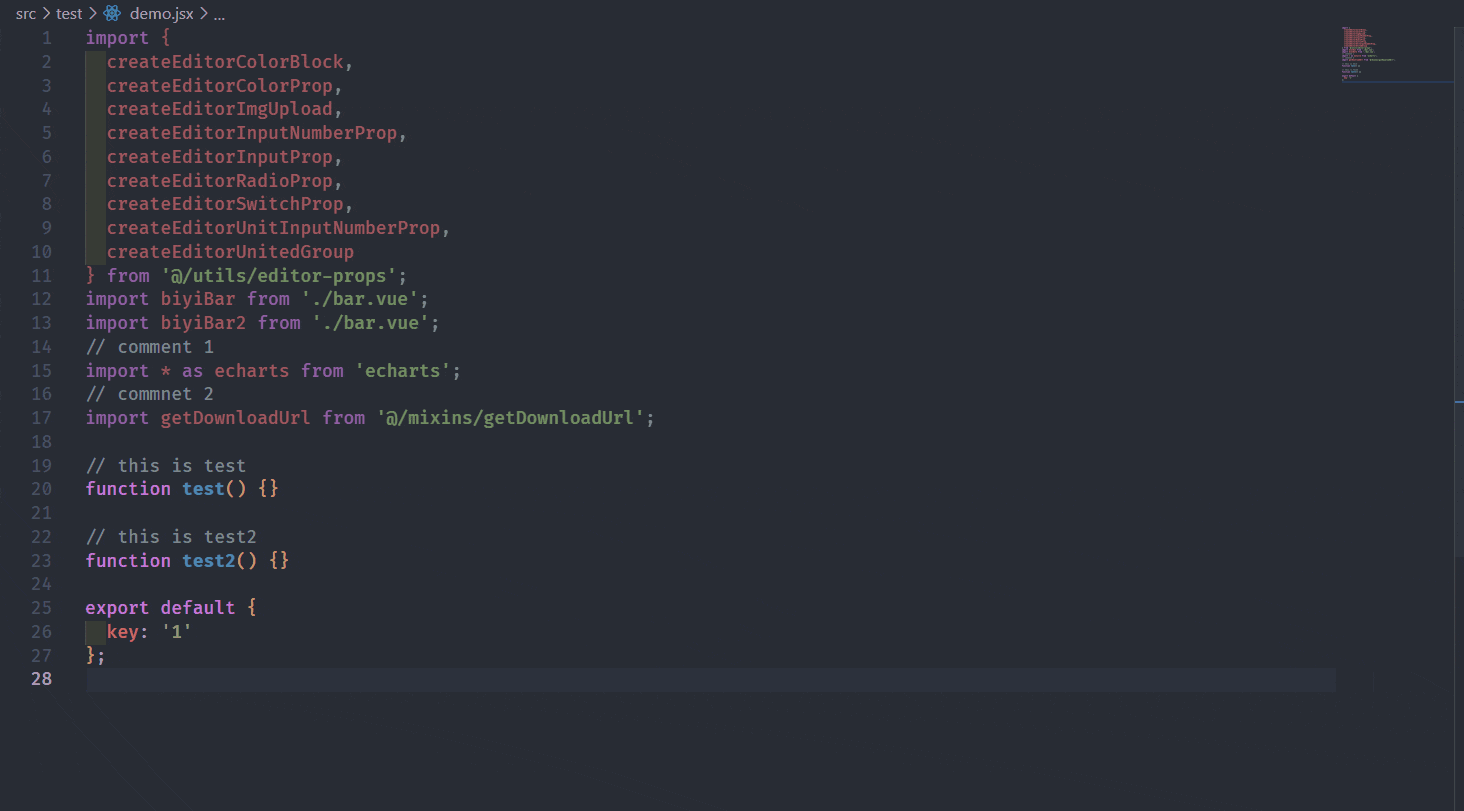 src > test > demo.jsx > ...
1 import {
2   createEditorColorBlock,
3   createEditorColorProp,
4   createEditorImgUpload,
5   createEditorInputNumberProp,
6   createEditorInputProp,
7   createEditorRadioProp,
8   createEditorSwitchProp,
9   createEditorUnitInputNumberProp,
10   createEditorUnitedGroup
11 } from '@/utils/editor-props';
12 import biyiBar from './bar.vue';
13 import biyiBar2 from './bar.vue';
14 // comment 1
15 import * as echarts from 'echarts';
16 // commnet 2
17 import getDownloadUrl from '@/mixins/getDownloadUrl';
18
19 // this is test
20 function test() {}
21
22 // this is test2
23 function test2() {}
24
25 export default {
26   key: '1'
27 };
28